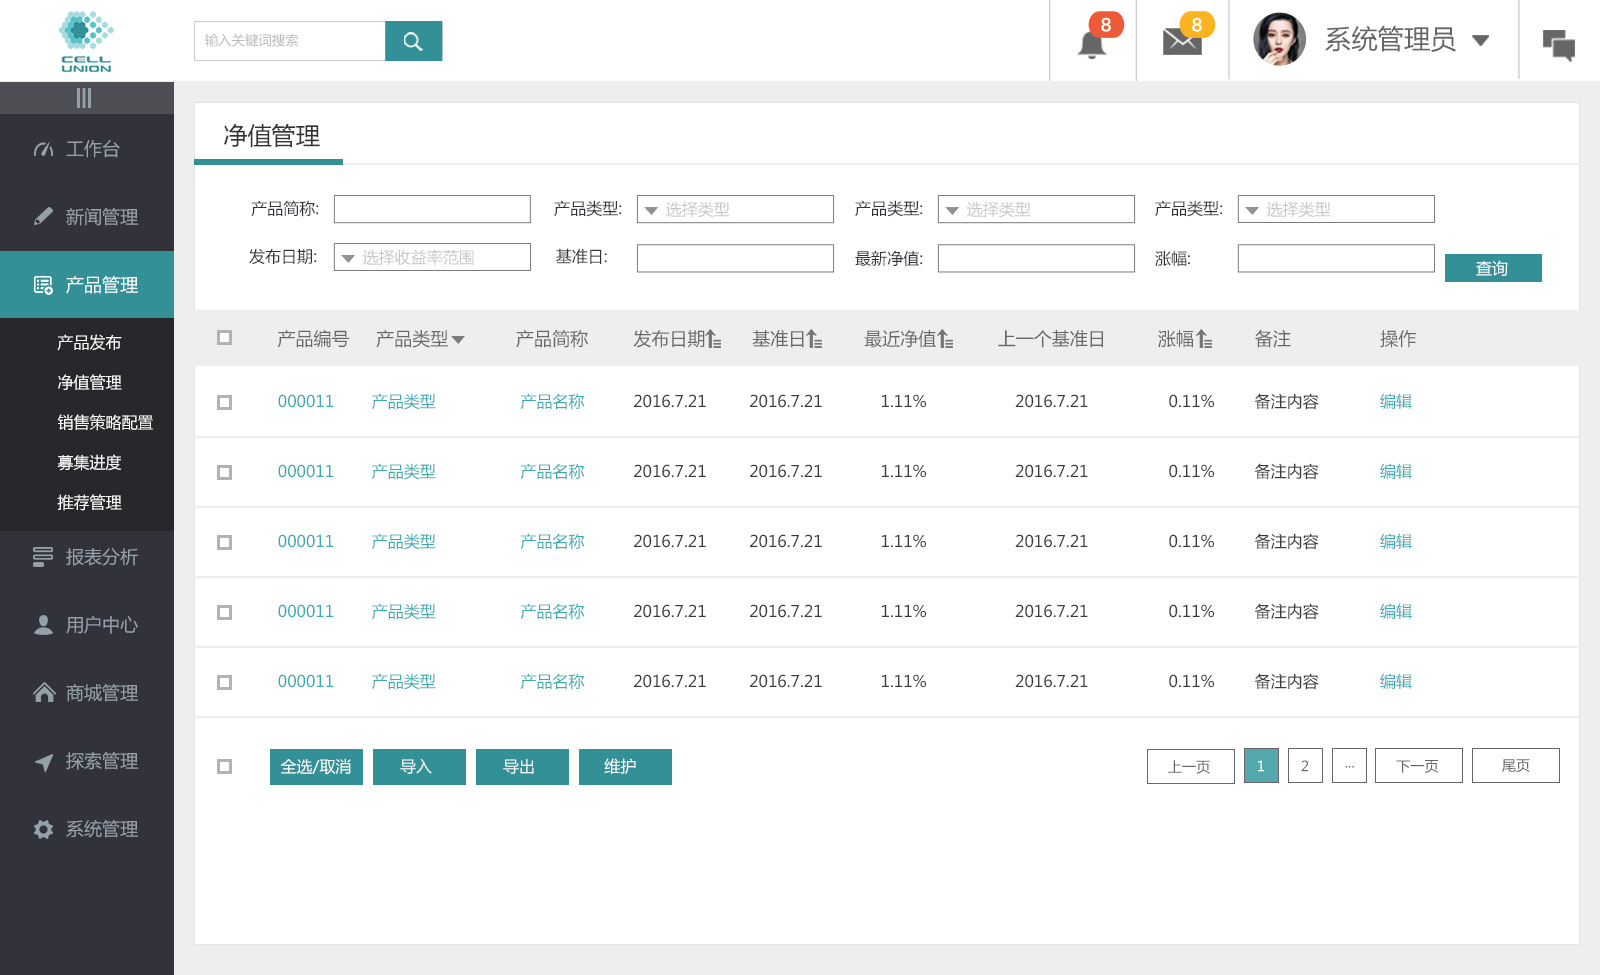 CELL
UNION
输入关键词搜索
8
8
系统管理员
工作台
新闻管理
产品管理
产品发布
净值管理
销售策略配置
募集进度
推荐管理
报表分析
用户中心
商城管理
探索管理
系统管理
净值管理
产品简称: 产品类型: 选择类型 产品类型: 选择类型 产品类型: 选择类型
发布日期: 选择收益率范围 基准日: 最新净值: 涨幅: 查询
产品编号 产品类型 产品简称 发布日期 基准日 最近净值 上一个基准日 涨幅 备注 操作
000011 产品类型 产品名称 2016.7.21 2016.7.21 1.11% 2016.7.21 0.11% 备注内容 编辑
000011 产品类型 产品名称 2016.7.21 2016.7.21 1.11% 2016.7.21 0.11% 备注内容 编辑
000011 产品类型 产品名称 2016.7.21 2016.7.21 1.11% 2016.7.21 0.11% 备注内容 编辑
000011 产品类型 产品名称 2016.7.21 2016.7.21 1.11% 2016.7.21 0.11% 备注内容 编辑
000011 产品类型 产品名称 2016.7.21 2016.7.21 1.11% 2016.7.21 0.11% 备注内容 编辑
全选/取消 导入 导出 维护 上一页 1 2 ... 下一页 尾页